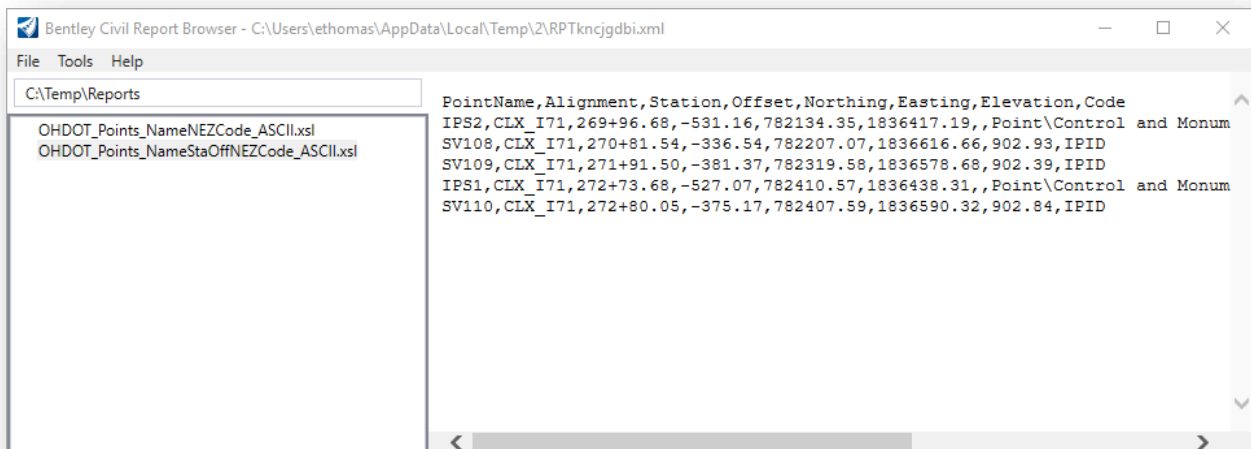 Bentley Civil Report Browser - C:\Users\ethomas\AppData\Local\Temp\2\RPTkncjgdbi.xml
File Tools Help
C:\Temp\Reports
OHDOT_Points_NameNEZCode_ASCII.xsl
OHDOT_Points_NameStaOffNEZCode_ASCII.xsl
PointName,Alignment,Station,Offset,Northing,Easting,Elevation,Code
IPS2,CLX_I71,269+96.68,-531.16,782134.35,1836417.19,,Point\Control and Monum
SV108,CLX_I71,270+81.54,-336.54,782207.07,1836616.66,902.93,IPID
SV109,CLX_I71,271+91.50,-381.37,782319.58,1836578.68,902.39,IPID
IPS1,CLX_I71,272+73.68,-527.07,782410.57,1836438.31,,Point\Control and Monum
SV110,CLX_I71,272+80.05,-375.17,782407.59,1836590.32,902.84,IPID